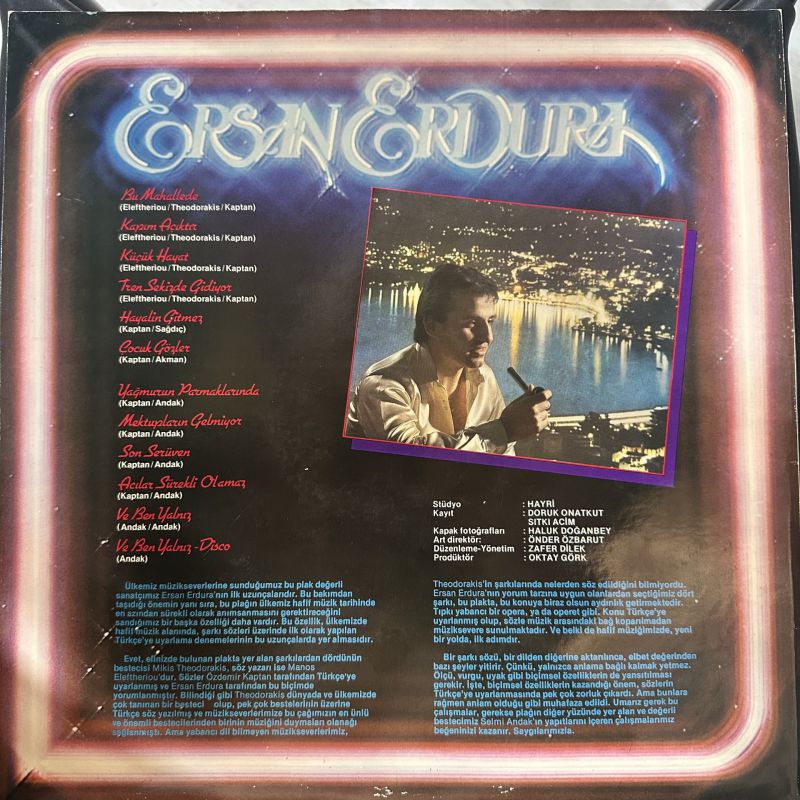 ERSAN ERDURA
Bu Mahallede
(Eleftheriou / Theodorakis / Kaptan)
Kapım Açıktır
(Eleftheriou / Theodorakis / Kaptan)
Küçük Hayat
(Eleftheriou / Theodorakis / Kaptan)
Tren Sekizde Gidiyor
(Eleftheriou / Theodorakis / Kaptan)
Hayalin Gitmez
(Kaptan / Sağdıç)
Çocuk Gözler
(Kaptan / Akman)
Yağmurun Parmaklarında
(Kaptan / Andak)
Mektupların Gelmiyor
(Kaptan / Andak)
Son Serüven
(Kaptan / Andak)
Acılar Sürekli Olamaz
(Kaptan / Andak)
Ve Ben Yalnız
(Andak / Andak)
Ve Ben Yalnız - Disco
(Andak)
Stüdyo : HAYRİ
Kayıt : DORUK ONATKUT
SITKI ACİM
Kapak fotoğrafları : HALUK DOĞANBEY
Art direktör: : ÖNDER ÖZBARUT
Düzenleme-Yönetim : ZAFER DİLEK
Prodüktör : OKTAY GÖRK
Ülkemiz müzikseverlerine sunduğumuz bu plak değerli
sanatçımız Ersan Erdura'nın ilk uzunçalarıdır. Bu bakımdan
taşıdığı önemin yanı sıra, bu plağın ülkemiz hafif müzik tarihinde
en azından sürekli olarak anımsanmasını gerektireceğini
sandığımız bir başka özelliği daha vardır. Bu özellik, ülkemizde
hafif müzik alanında, şarkı sözleri üzerinde ilk olarak yapılan
Türkçe'ye uyarlama denemelerinin bu uzunçalarda yer almasıdır.
Evet, elinizde bulunan plakta yer alan şarkılardan dördünün
bestecisi Mikis Theodorakis, söz yazarı ise Manos
Eleftheriou'dur. Sözler Özdemir Kaptan tarafından Türkçe'ye
uyarlanmış ve Ersan Erdura tarafından bu biçimde
yorumlanmıştır. Bilindiği gibi Theodorakis dünyada ve ülkemizde
çok tanınan bir besteci olup, pek çok bestelerinin üzerine
Türkçe söz yazılmış ve müzikseverlerimize bu çağımızın en ünlü
ve önemli bestecilerinden birinin müziğini duymaları olanağı
sağlanmıştı. Ama yabancı dil bilmeyen müzikseverlerimiz,
Theodorakis'in şarkılarında nelerden söz edildiğini bilmiyordu.
Ersan Erdura'nın yorum tarzına uygun olanlardan seçtiğimiz dört
şarkı, bu plakta, bu konuya biraz olsun aydınlık getirmektedir.
Tıpkı yabancı bir opera, ya da operet gibi. Konu Türkçe'ye
uyarlanmış olup, sözle müzik arasındaki bağ kopanılmadan
müziksevere sunulmaktadır. Ve belki de hafif müziğimizde, yeni
bir yolda, ilk adımdır.
Bir şarkı sözü, bir dilden diğerine aktarılınca, elbet değerinden
bazı şeyler yitirir. Çünkü, yalnızca anlama bağlı kalmak yetmez.
Ölçü, vurgu, uyak gibi biçimsel özelliklerin de yansıtılması
gerekir. İşte, biçimsel özelliklerin kazandığı önem, sözlerin
Türkçe'ye uyarlanmasında pek çok zorluk çıkardı. Ama bunlara
rağmen anlam olduğu gibi muhafaza edildi. Umarız gerek bu
çalışmalar, gerekse plağın diğer yüzünde yer alan ve değerli
bestecimiz Selmi Andak'ın yapıtlarını içeren çalışmalarımız
beğeninizi kazanır. Saygılarımızla.